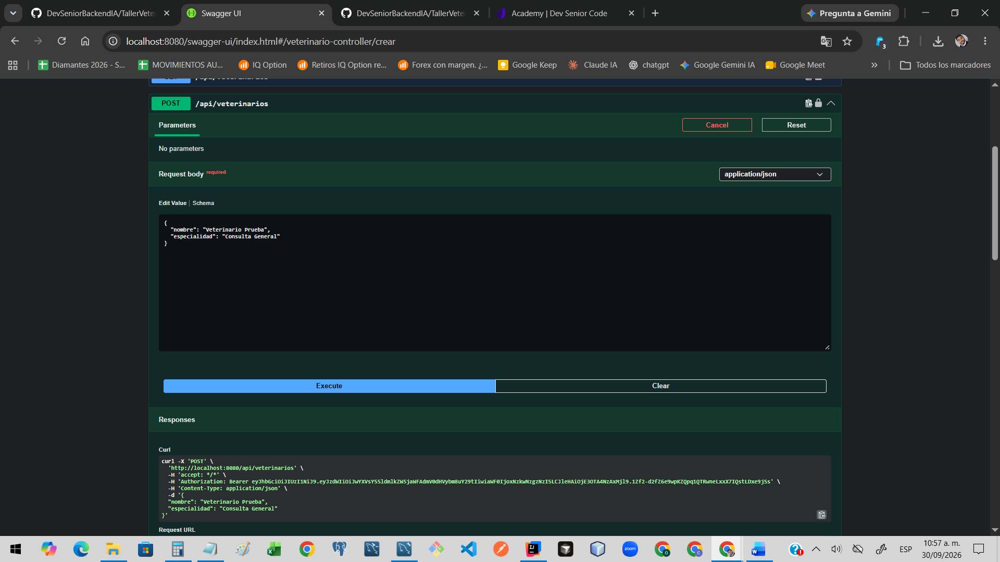 DevSeniorBackendIA/TallerVeter
Swagger UI
DevSeniorBackendIA/TallerVete
Academy | Dev Senior Code
Pregunta a Gemini
localhost:8080/swagger-ui/index.html#/veterinario-controller/crear
3
Diamantes 2026 - S...
MOVIMIENTOS AU...
IQ Option
Retiros IQ Option re...
Forex con margen. ¿...
Google Keep
Claude IA
chatgpt
Google Gemini IA
Google Meet
Todos los marcadores
POST
/api/veterinarios
Parameters
Cancel
Reset
No parameters
Request body required
application/json
Edit Value | Schema
{
"nombre": "Veterinario Prueba",
"especialidad": "Consulta General"
}
Execute
Clear
Responses
Curl
curl -X 'POST' \
'http://localhost:8080/api/veterinarios' \
-H 'accept: */*' \
-H 'Authorization: Bearer
-H 'Content-Type: application/json' \
-d '{
"nombre": "Veterinario Prueba",
"especialidad": "Consulta General"
}'
Request URL
zoom
ESP
10:57 a. m.
30/09/2026